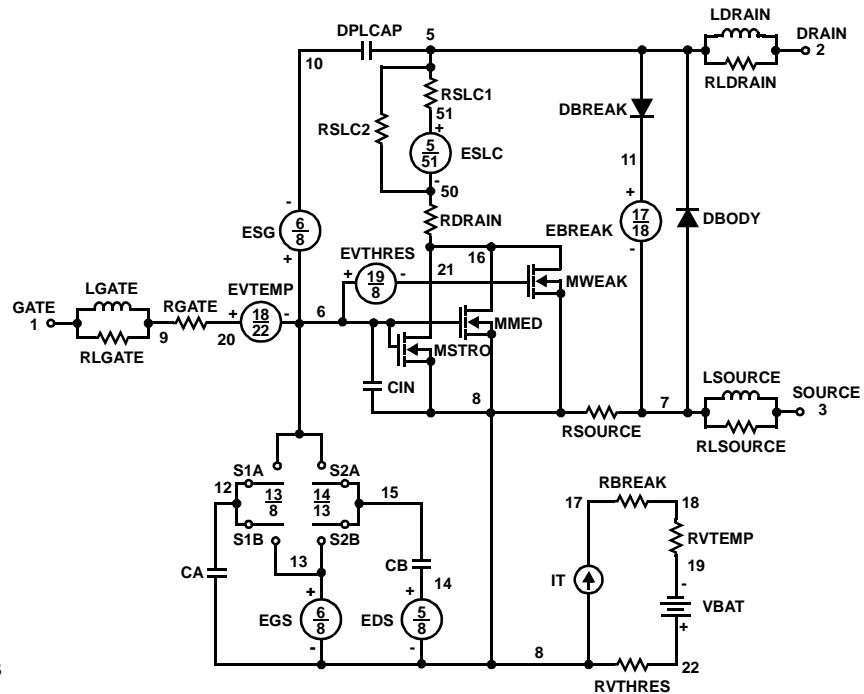 LDRAIN
DPLCAP 5 DRAIN
10 2
RLDRAIN
RSLC1
51 DBREAK
RSLC2
+
5
51 ESLC
11
-
50
- +
RDRAIN 17
18
6
8 ESG EBREAK DBODY
EVTHRES 16
+ 19
8 - 21 -
MWEAK
LGATE EVTEMP
GATE RGATE + 18
22 - 6
1 MMED
9 20
MSTRO
RLGATE
LSOURCE
CIN SOURCE
8 7 3
RSOURCE
RLSOURCE
S1A S2A
12 13
8 14
13 15
RBREAK
S1B S2B 17 18
13
RVTEMP
CA CB
14 19
IT -
+ +
VBAT
EGS 6
8 EDS 5
8
+
- - 8
22
RVTHRES